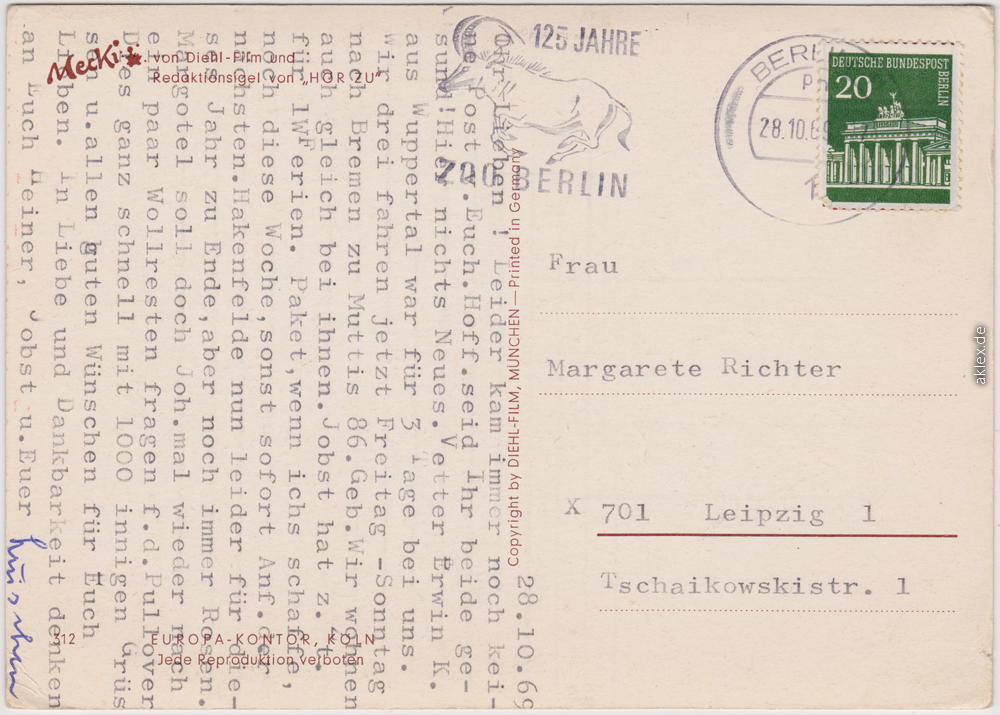 28.10.69
Ihr Lieben ! Leider kam immer noch kei-
ne Post v.Euch.Hoff.seid Ihr beide ge-
sund!Hier nichts Neues.Vetter Erwin K.
aus Wuppertal war für 3 Tage bei uns.
wir drei fahren jetzt Freitag -Sonntag
nach Bremen zu Muttis 86.Geb.Wir wohnen
auch gleich bei ihnen.Jobst hat z. Zt.
für 1WFerien. Paket,wenn ichs schaffe,
noch diese Woche,sonst sofort Anf.der
nächsten.Hakenfelde nun leider für die-
ses Jahr zu Ende,aber noch immer Rosen.
Margotel soll doch Joh.mal wieder nach
ein paar Wollresten fragen f.d.Pullover
Dies ganz schnell mit 1000 innigen Grüs
sen u.allen guten Wünschen für Euch
Lieben. in Liebe und Dankbarkeit denken
an Euch Heiner, Jobst u.Euer
Mecki
von Diehl-Film und
Redaktionsigel von „HÖR ZU"
125 JAHRE
ZOO BERLIN
BERLIN
28.10.69
DEUTSCHE BUNDESPOST
BERLIN
20
Copyright by DIEHL-FILM, MÜNCHEN — Printed in Germany
Frau
Margarete Richter
X 701 Leipzig 1
Tschaikowskistr. 1
312
EUROPA-KONTOR, KÖLN
Jede Reproduktion verboten
aklex.de